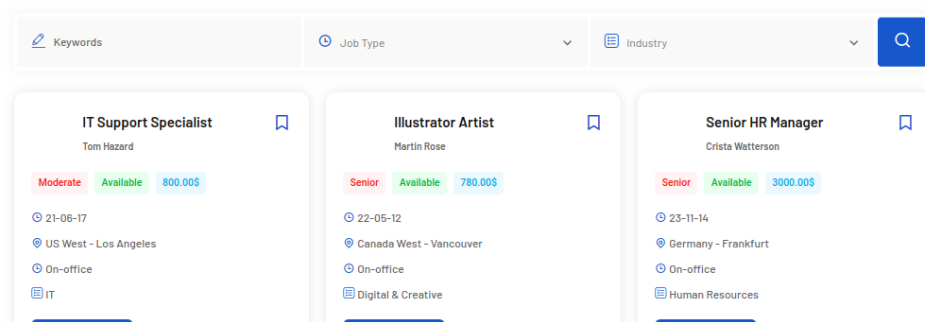 Keywords
Job Type
Industry
IT Support Specialist
Tom Hazard
Moderate Available 800.00$
21-06-17
US West - Los Angeles
On-office
IT
Illustrator Artist
Martin Rose
Senior Available 780.00$
22-05-12
Canada West - Vancouver
On-office
Digital & Creative
Senior HR Manager
Crista Watterson
Senior Available 3000.00$
23-11-14
Germany - Frankfurt
On-office
Human Resources